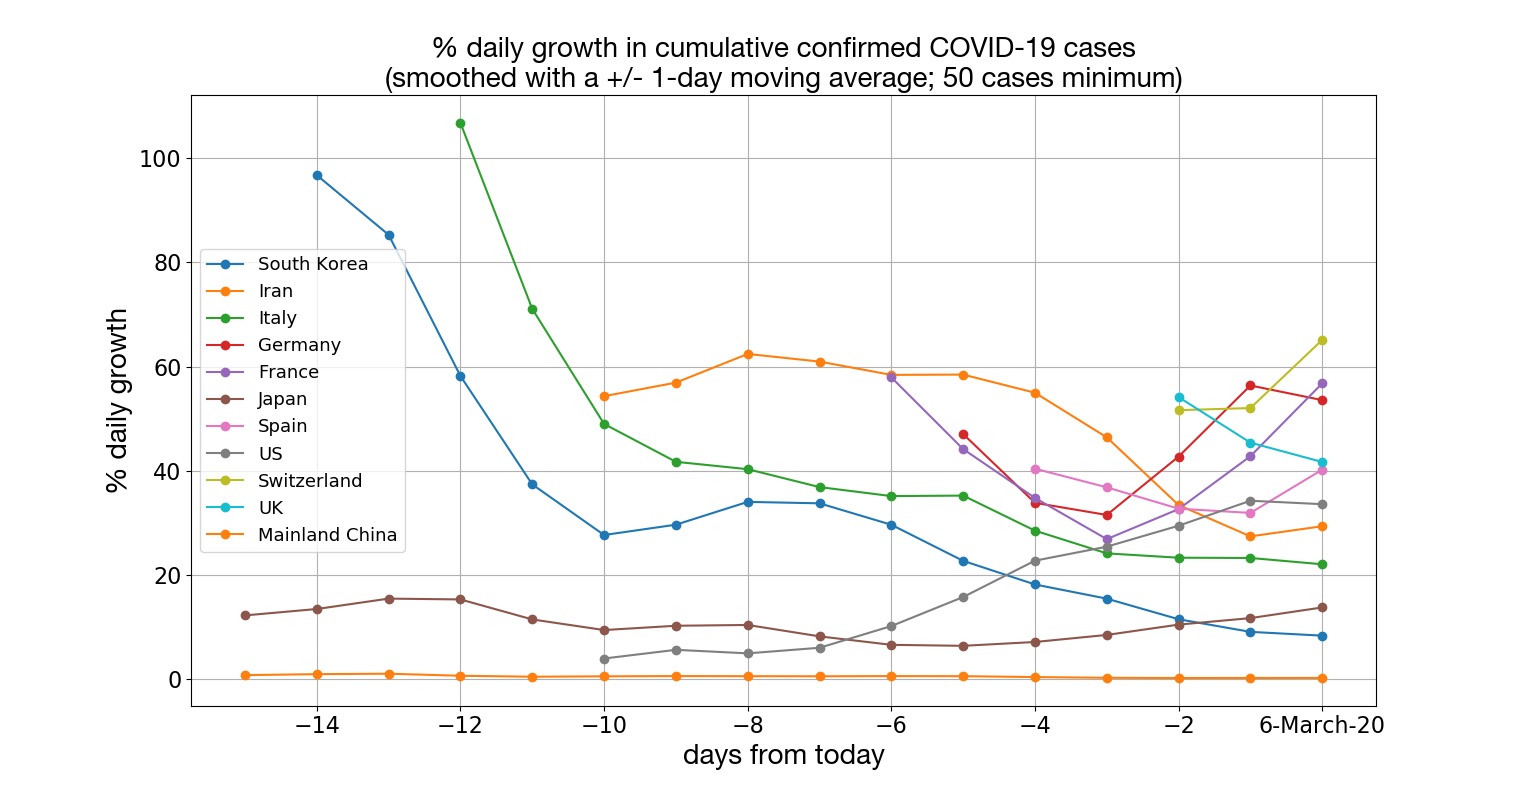 % daily growth in cumulative confirmed COVID-19 cases
(smoothed with a +/- 1-day moving average; 50 cases minimum)
% daily growth
100
80
60
40
20
0
South Korea
Iran
Italy
Germany
France
Japan
Spain
US
Switzerland
UK
Mainland China
−14 −12 −10 −8 −6 −4 −2 6-March-20
days from today